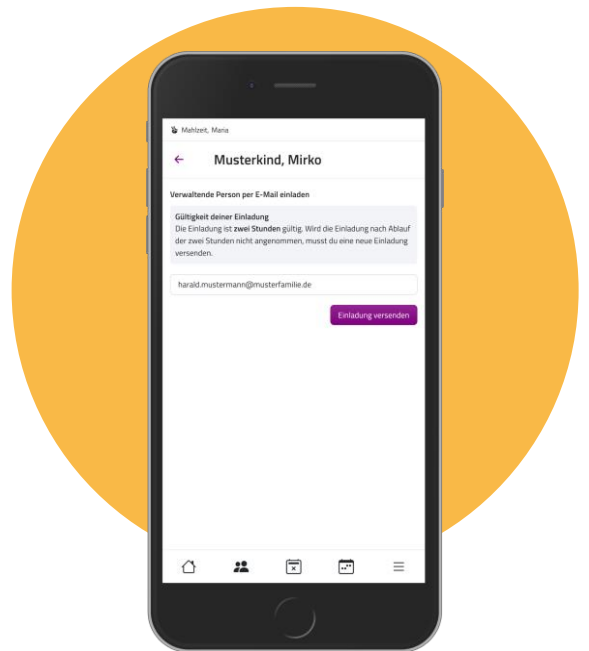 Mahlzeit, Maria
Musterkind, Mirko
Verwaltende Person per E-Mail einladen
Gültigkeit deiner Einladung
Die Einladung ist zwei Stunden gültig. Wird die Einladung nach Ablauf
der zwei Stunden nicht angenommen, musst du eine neue Einladung
versenden.
harald.mustermann@musterfamilie.de
Einladung versenden